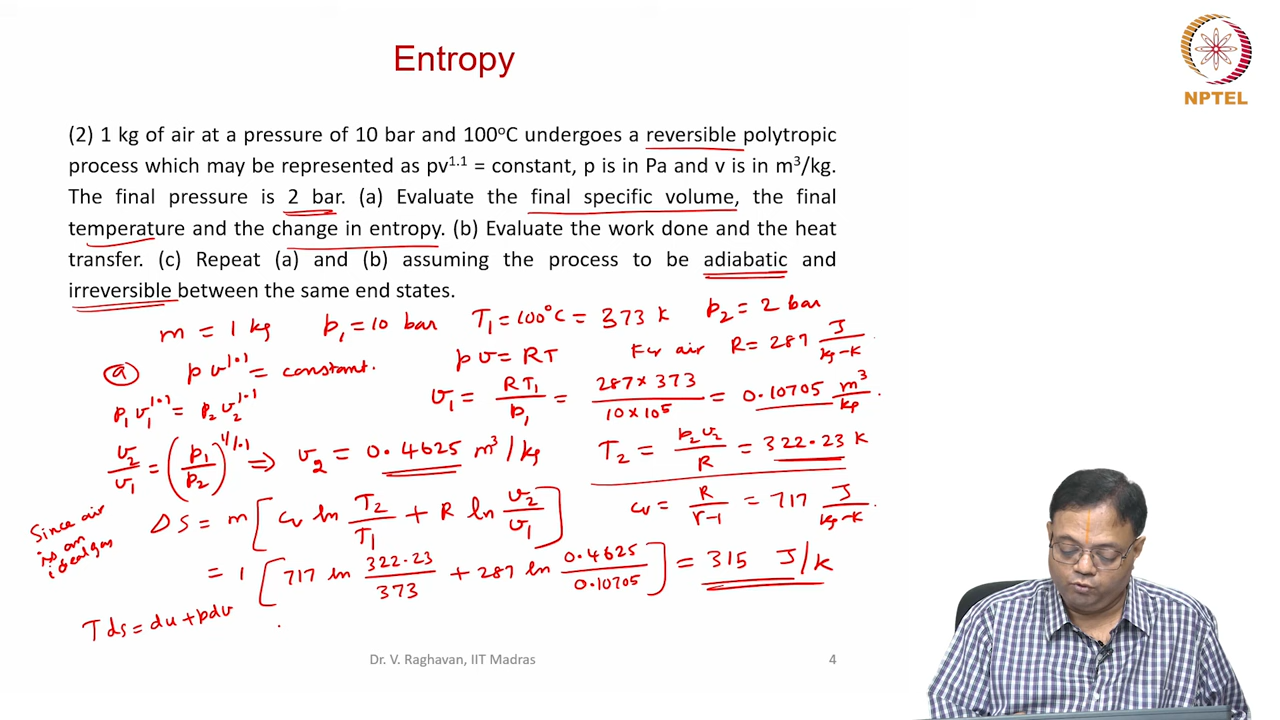 Entropy
NPTEL
(2) 1 kg of air at a pressure of 10 bar and 100°C undergoes a reversible polytropic
process which may be represented as pv^1.1 = constant, p is in Pa and v is in m³/kg.
The final pressure is 2 bar. (a) Evaluate the final specific volume, the final
temperature and the change in entropy. (b) Evaluate the work done and the heat
transfer. (c) Repeat (a) and (b) assuming the process to be adiabatic and
irreversible between the same end states.
m = 1 kg p₁ = 10 bar T₁ = 100°C = 373 K p₂ = 2 bar
(a) p v^1.1 = constant. p v = RT For air R = 287 J/kg-K.
p₁ v₁^1.1 = p₂ v₂^1.1 v₁ = RT₁/p₁ = 287 × 373/10 × 10⁵ = 0.10705 m³/kg.
v₂/v₁ = (p₁/p₂)^1/1.1 ⇒ v₂ = 0.4625 m³/kg T₂ = p₂v₂/R = 322.23 K
Since air is an ideal gas ΔS = m [Cv ln T₂/T₁ + R ln v₂/v₁] Cv = R/γ-1 = 717 J/kg-K.
= 1 [717 ln 322.23/373 + 287 ln 0.4625/0.10705] = 315 J/K
T ds = du + pdv
Dr. V. Raghavan, IIT Madras 4